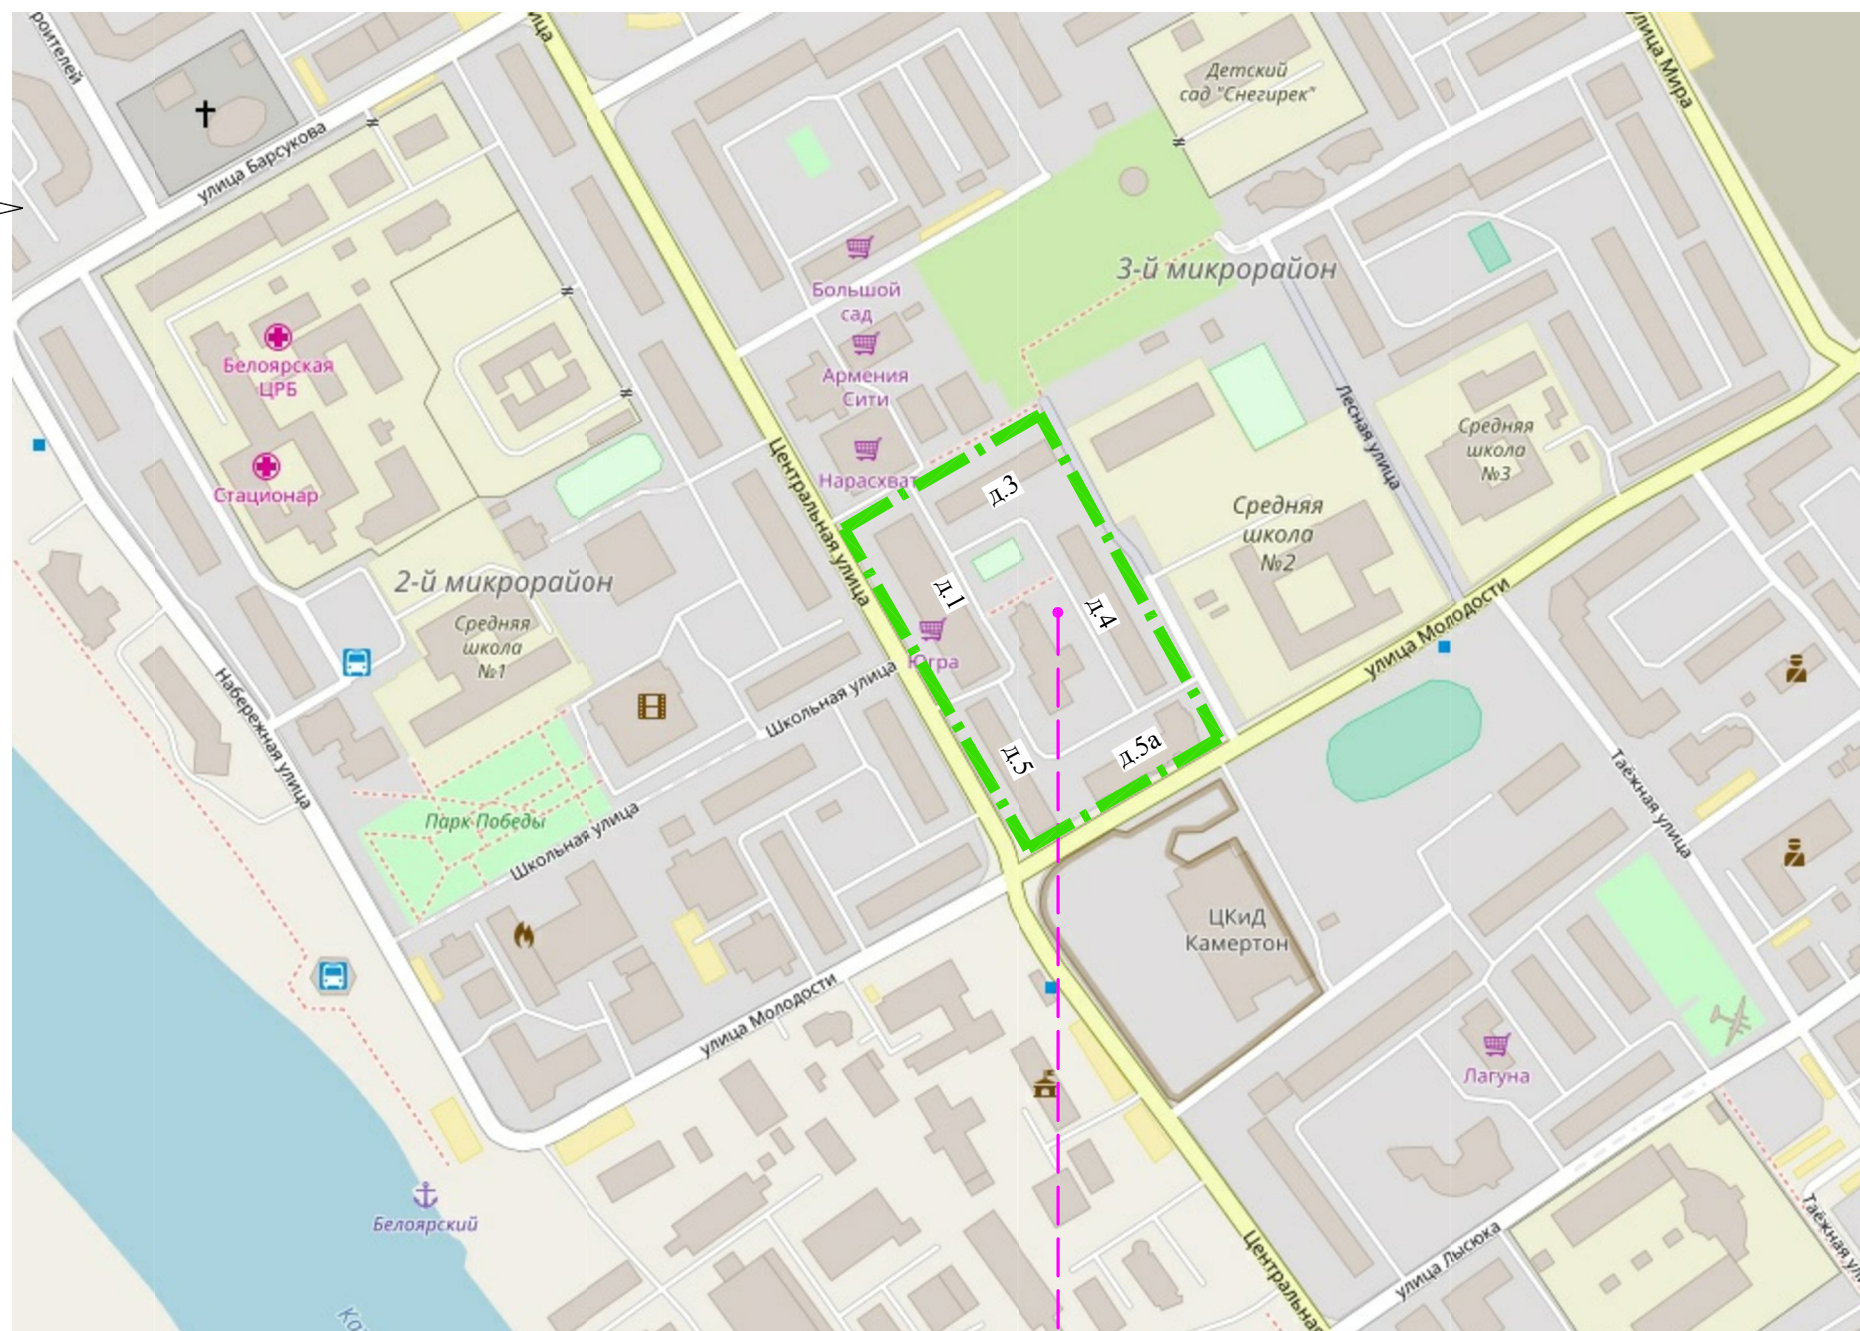 роителей
улица Барсукова
ица
Детский
сад "Снегирек"
улица Мира
3-й микрорайон
Большой
сад
Армения
Сити
Нарасхват
Белоярская
ЦРБ
Стационар
Центральная улица
Лесная улица
Средняя
школа
№3
Средняя
школа
№2
д.3
д.1
д.4
Югра
д.5
д.5а
2-й микрорайон
Средняя
школа
№1
Школьная улица
улица Молодости
Набережная улица
Таёжная улица
Парк Победы
Школьная улица
ЦКиД
Камертон
улица Молодости
Лагуна
Белоярский
Центральная
улица Лысюка
Таёжная ул